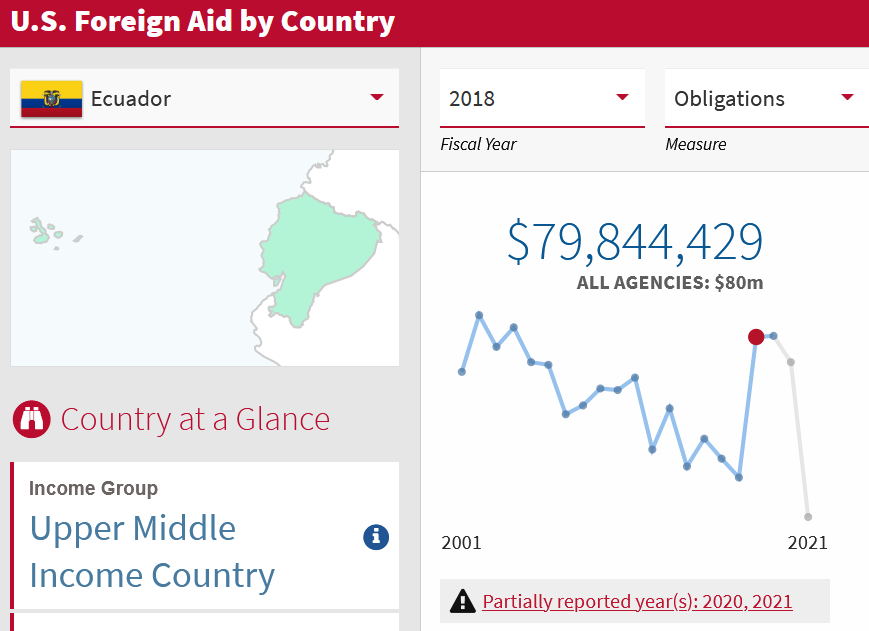 U.S. Foreign Aid by Country
Ecuador
2018
Obligations
Fiscal Year
Measure
$79,844,429
ALL AGENCIES: $80m
2001
2021
Partially reported year(s): 2020, 2021
Country at a Glance
Income Group
Upper Middle
Income Country